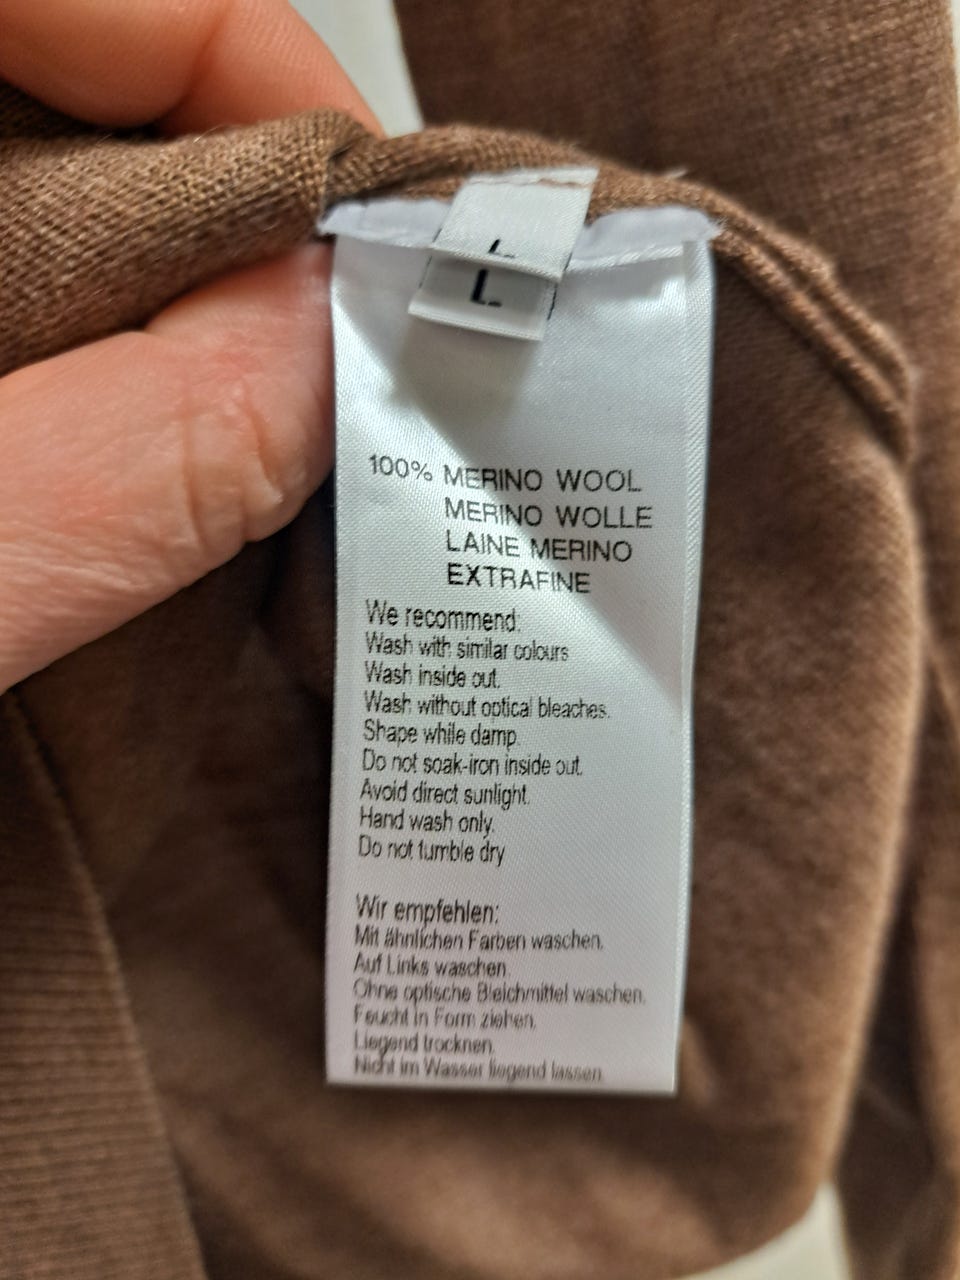 L
L
100% MERINO WOOL
MERINO WOLLE
LAINE MERINO
EXTRAFINE
We recommend:
Wash with similar colours
Wash inside out.
Wash without optical bleaches.
Shape while damp.
Do not soak-iron inside out.
Avoid direct sunlight.
Hand wash only.
Do not tumble dry
Wir empfehlen:
Mit ähnlichen Farben waschen.
Auf Links waschen.
Ohne optische Bleichmittel waschen.
Feucht in Form ziehen.
Liegend trocknen.
Nicht im Wasser liegend lassen.